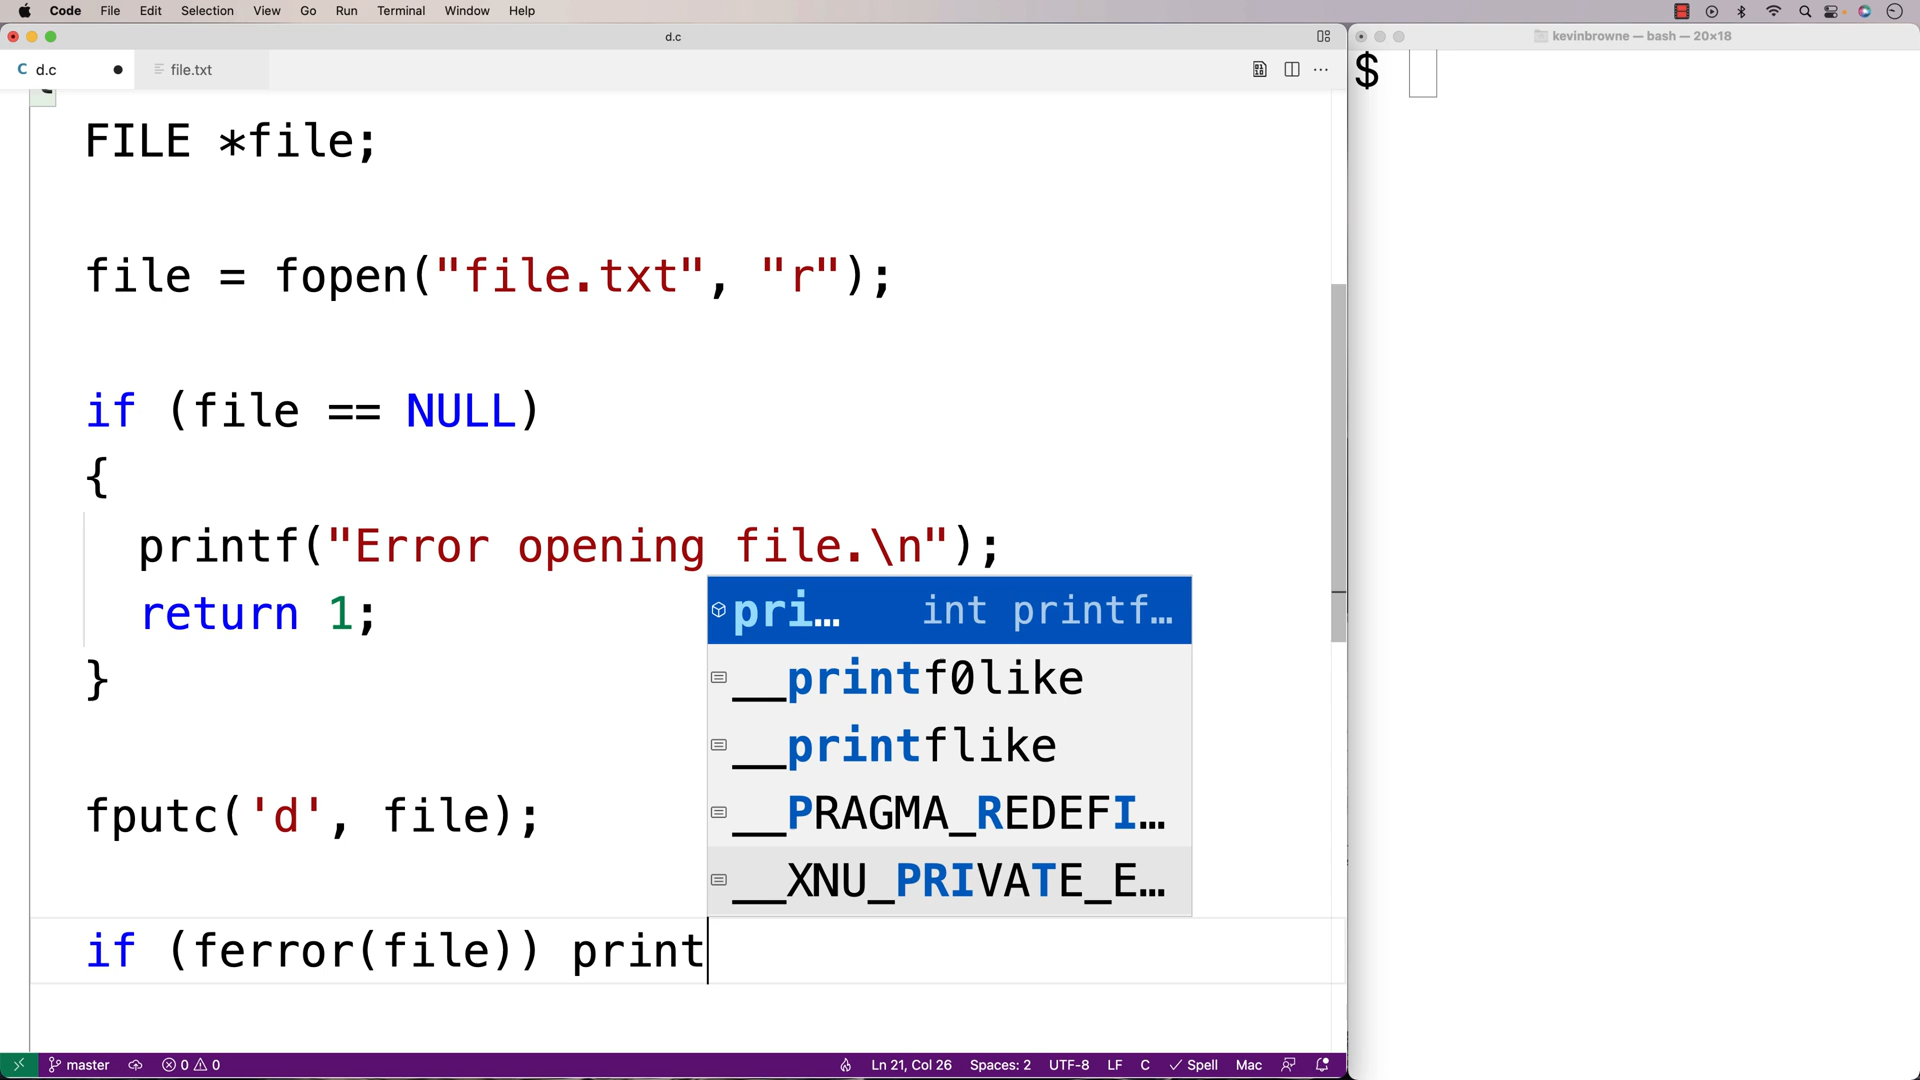 Code File Edit Selection View Go Run Terminal Window Help
d.c
kevinbrowne — bash — 20×18
C d.c
file.txt
$
FILE *file;
file = fopen("file.txt", "r");
if (file == NULL)
{
printf("Error opening file.\n");
return 1;
}
pri… int printf…
__printf0like
__printflike
__PRAGMA_REDEFI…
__XNU_PRIVATE_E…
fputc('d', file);
if (ferror(file)) print
master 0 0 Ln 21, Col 26 Spaces: 2 UTF-8 LF C Spell Mac